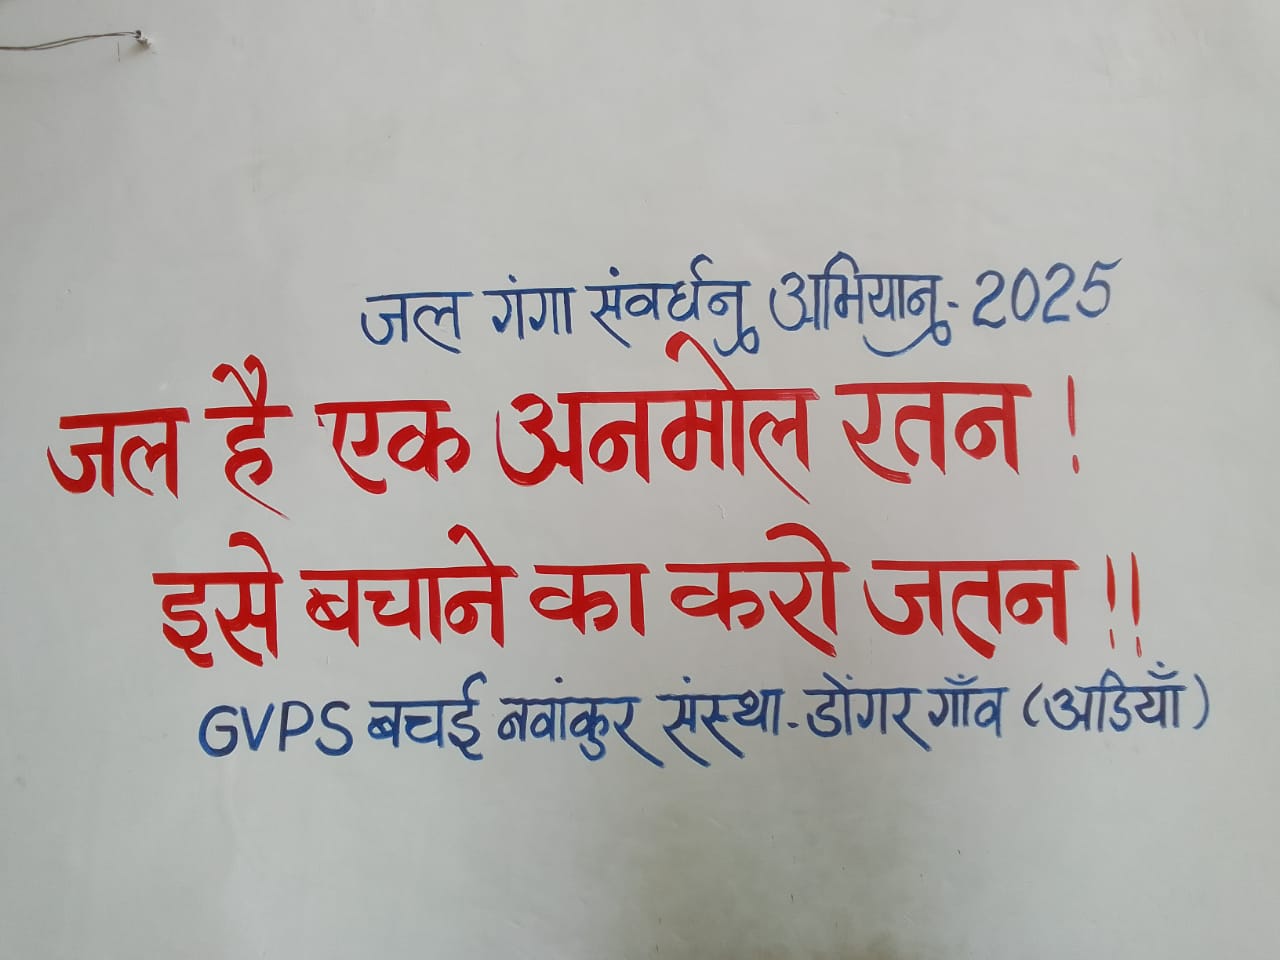 जल गंगा संवर्धन अभियान - 2025
जल है एक अनमोल रतन !
इसे बचाने का करो जतन !!
GVPS बचई नवांकुर संस्था - डोंगर गाँव (अडियाँ)